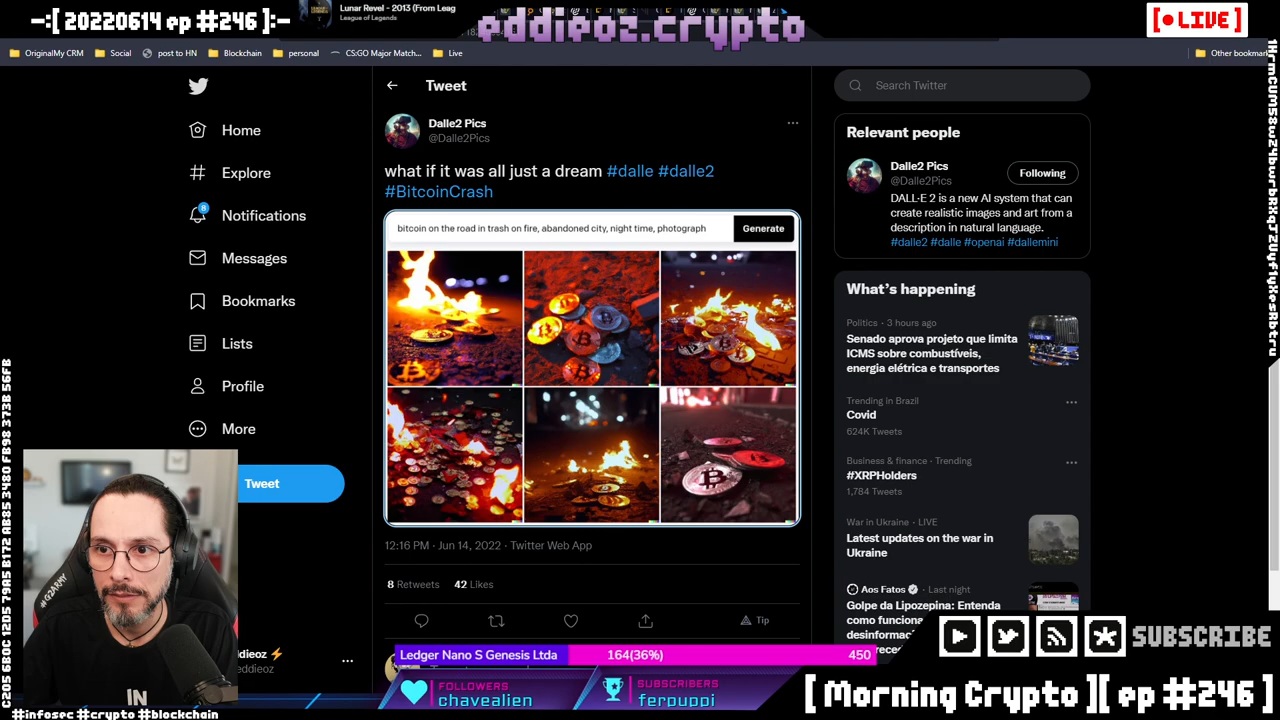 -:[ 20220614 ep #246 ]:-
Lunar Revel - 2013 (From Leag
League of Legends
eddieoz.crypto
[● LIVE ]
OriginalMy CRM
Social
post to HN
Blockchain
personal
CS:GO Major Match...
Live
Other bookmar
Home
Explore
Notifications
8
Messages
Bookmarks
Lists
Profile
More
Tweet
ddieoz⚡
eddieoz
Tweet
Dalle2 Pics
@Dalle2Pics
what if it was all just a dream #dalle #dalle2
#BitcoinCrash
bitcoin on the road in trash on fire, abandoned city, night time, photograph
Generate
12:16 PM · Jun 14, 2022 · Twitter Web App
8 Retweets 42 Likes
Tip
Search Twitter
Relevant people
Dalle2 Pics
@Dalle2Pics
Following
DALL-E 2 is a new AI system that can
create realistic images and art from a
description in natural language.
#dalle2 #dalle #openai #dallemini
What's happening
Politics · 3 hours ago
Senado aprova projeto que limita
ICMS sobre combustíveis,
energia elétrica e transportes
Trending in Brazil
Covid
624K Tweets
Business & finance · Trending
#XRPHolders
1,784 Tweets
War in Ukraine · LIVE
Latest updates on the war in
Ukraine
Aos Fatos · Last night
Golpe da Lipozepina: Entenda
como funciona
desinformaç
#G2ARMY
IN
Ledger Nano S Genesis Ltda
164(36%)
450
FOLLOWERS
chavealien
SUBSCRIBERS
ferpuppi
SUBSCRIBE
[ Morning Crypto ][ ep #246 ]
#infosec #crypto #blockchain